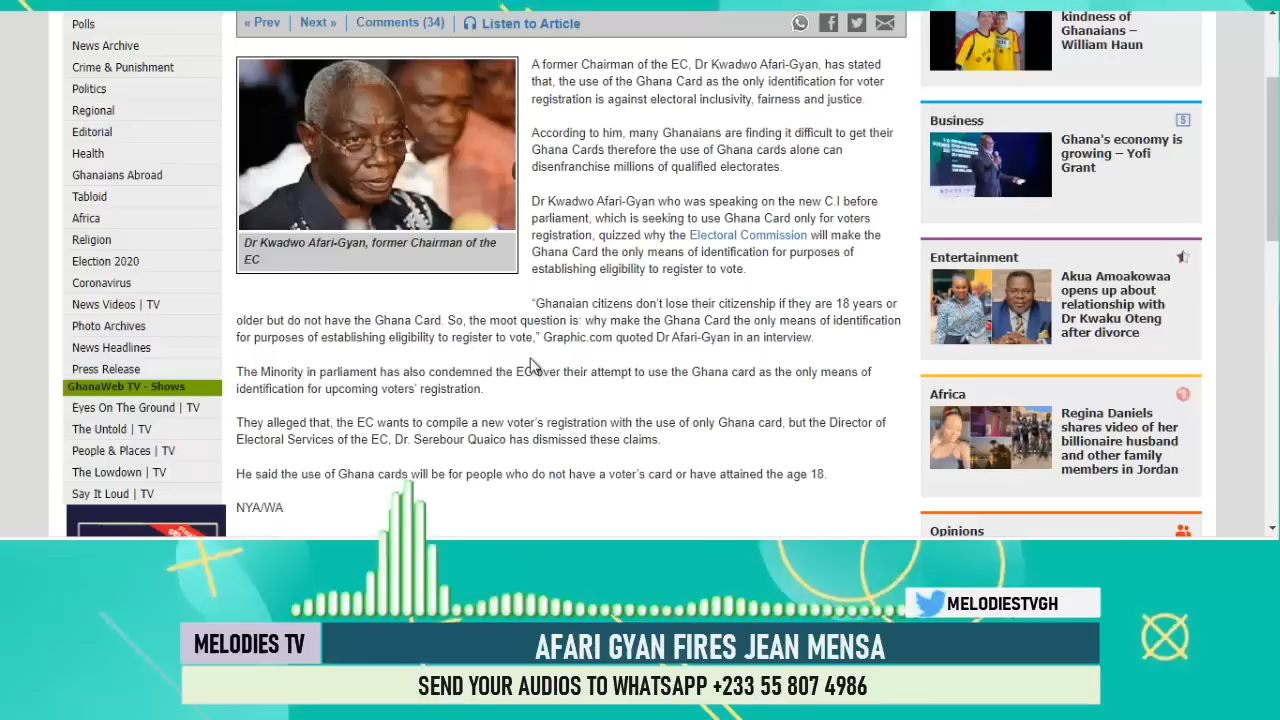 Polls
News Archive
Crime & Punishment
Politics
Regional
Editorial
Health
Ghanaians Abroad
Tabloid
Africa
Religion
Election 2020
Coronavirus
News Videos | TV
Photo Archives
News Headlines
Press Release
GhanaWeb TV - Shows
Eyes On The Ground | TV
The Untold | TV
People & Places | TV
The Lowdown | TV
Say It Loud | TV
« Prev
Next »
Comments (34)
Listen to Article
Dr Kwadwo Afari-Gyan, former Chairman of the
EC
A former Chairman of the EC, Dr Kwadwo Afari-Gyan, has stated
that, the use of the Ghana Card as the only identification for voter
registration is against electoral inclusivity, fairness and justice.
According to him, many Ghanaians are finding it difficult to get their
Ghana Cards therefore the use of Ghana cards alone can
disenfranchise millions of qualified electorates.
Dr Kwadwo Afari-Gyan who was speaking on the new C.I before
parliament, which is seeking to use Ghana Card only for voters
registration, quizzed why the Electoral Commission will make the
Ghana Card the only means of identification for purposes of
establishing eligibility to register to vote.
“Ghanaian citizens don’t lose their citizenship if they are 18 years or
older but do not have the Ghana Card. So, the moot question is: why make the Ghana Card the only means of identification
for purposes of establishing eligibility to register to vote,” Graphic.com quoted Dr Afari-Gyan in an interview.
The Minority in parliament has also condemned the EC over their attempt to use the Ghana card as the only means of
identification for upcoming voters’ registration.
They alleged that, the EC wants to compile a new voter’s registration with the use of only Ghana card, but the Director of
Electoral Services of the EC, Dr. Serebour Quaico has dismissed these claims.
He said the use of Ghana cards will be for people who do not have a voter’s card or have attained the age 18.
NYA/WA
kindness of
Ghanaians –
William Haun
Business
Ghana's economy is
growing – Yofi
Grant
Entertainment
Akua Amoakowaa
opens up about
relationship with
Dr Kwaku Oteng
after divorce
Africa
Regina Daniels
shares video of her
billionaire husband
and other family
members in Jordan
Opinions
MELODIESTVGH
MELODIES TV
AFARI GYAN FIRES JEAN MENSA
SEND YOUR AUDIOS TO WHATSAPP +233 55 807 4986